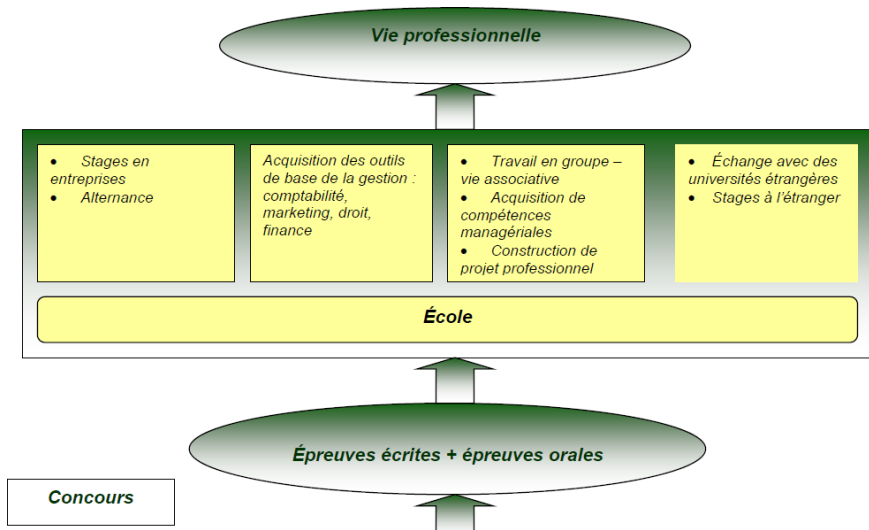 Vie professionnelle
• Stages en
entreprises
• Alternance
Acquisition des outils
de base de la gestion :
comptabilité,
marketing, droit,
finance
• Travail en groupe –
vie associative
• Acquisition de
compétences
managériales
• Construction de
projet professionnel
• Échange avec des
universités étrangères
• Stages à l'étranger
École
Épreuves écrites + épreuves orales
Concours